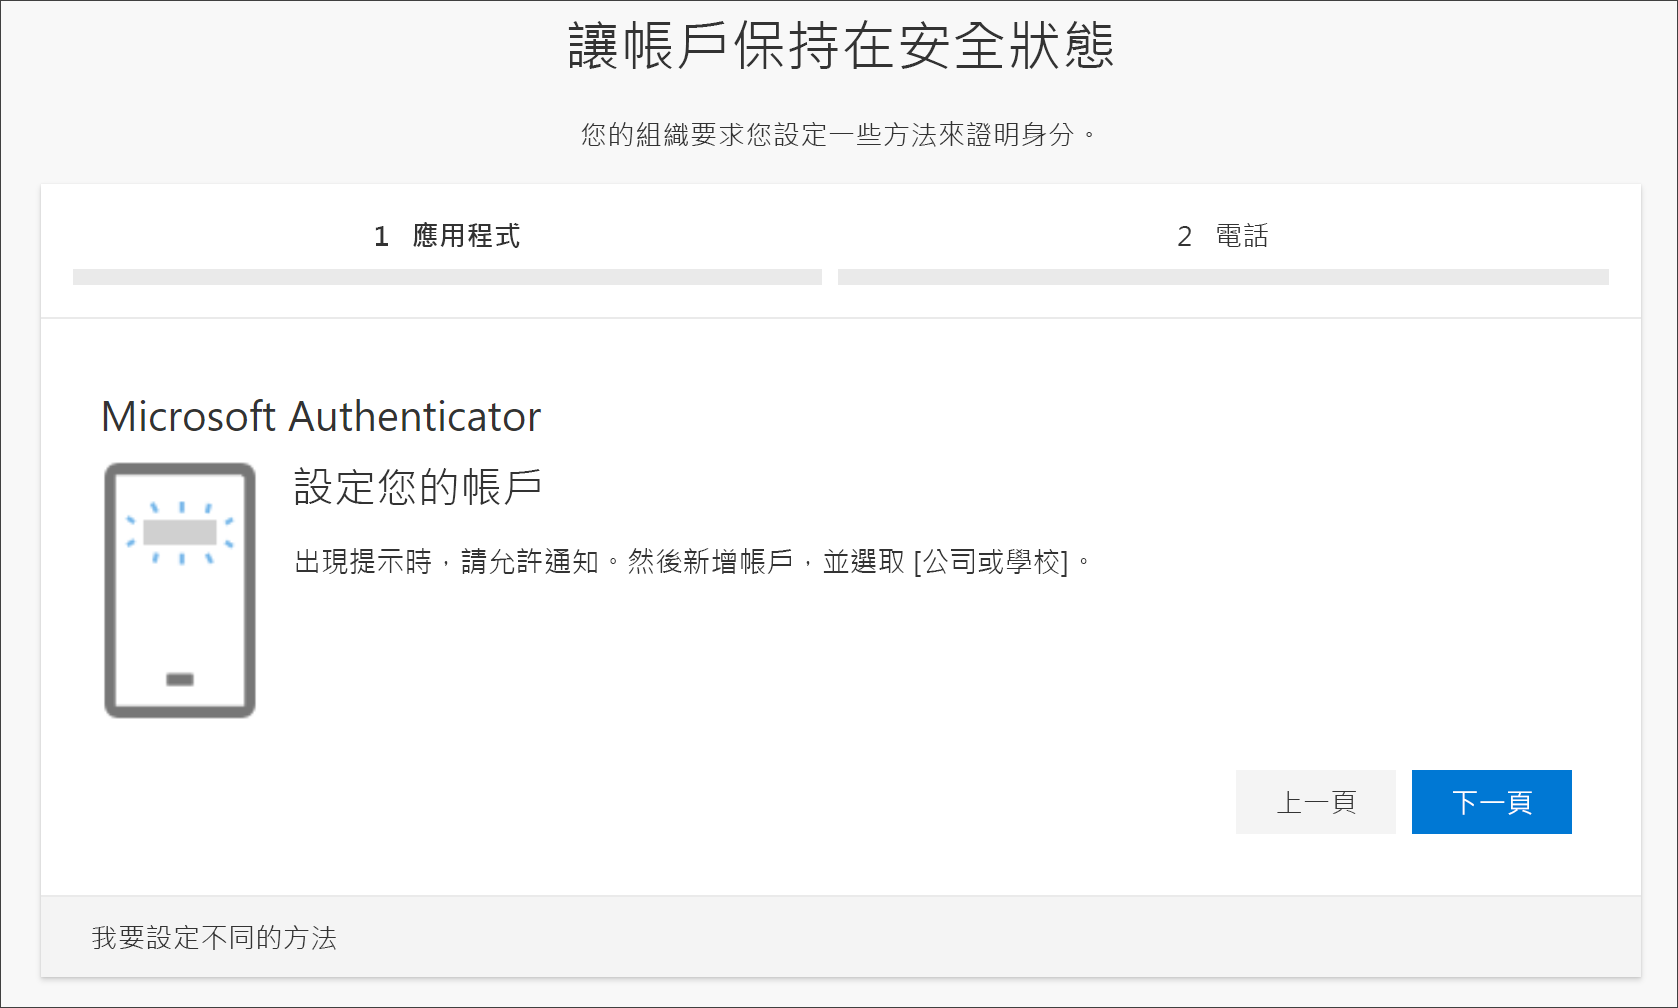 讓帳戶保持在安全狀態
您的組織要求您設定一些方法來證明身分。
1 應用程式
2 電話
Microsoft Authenticator
設定您的帳戶
出現提示時，請允許通知。然後新增帳戶，並選取 [公司或學校]。
上一頁
下一頁
我要設定不同的方法